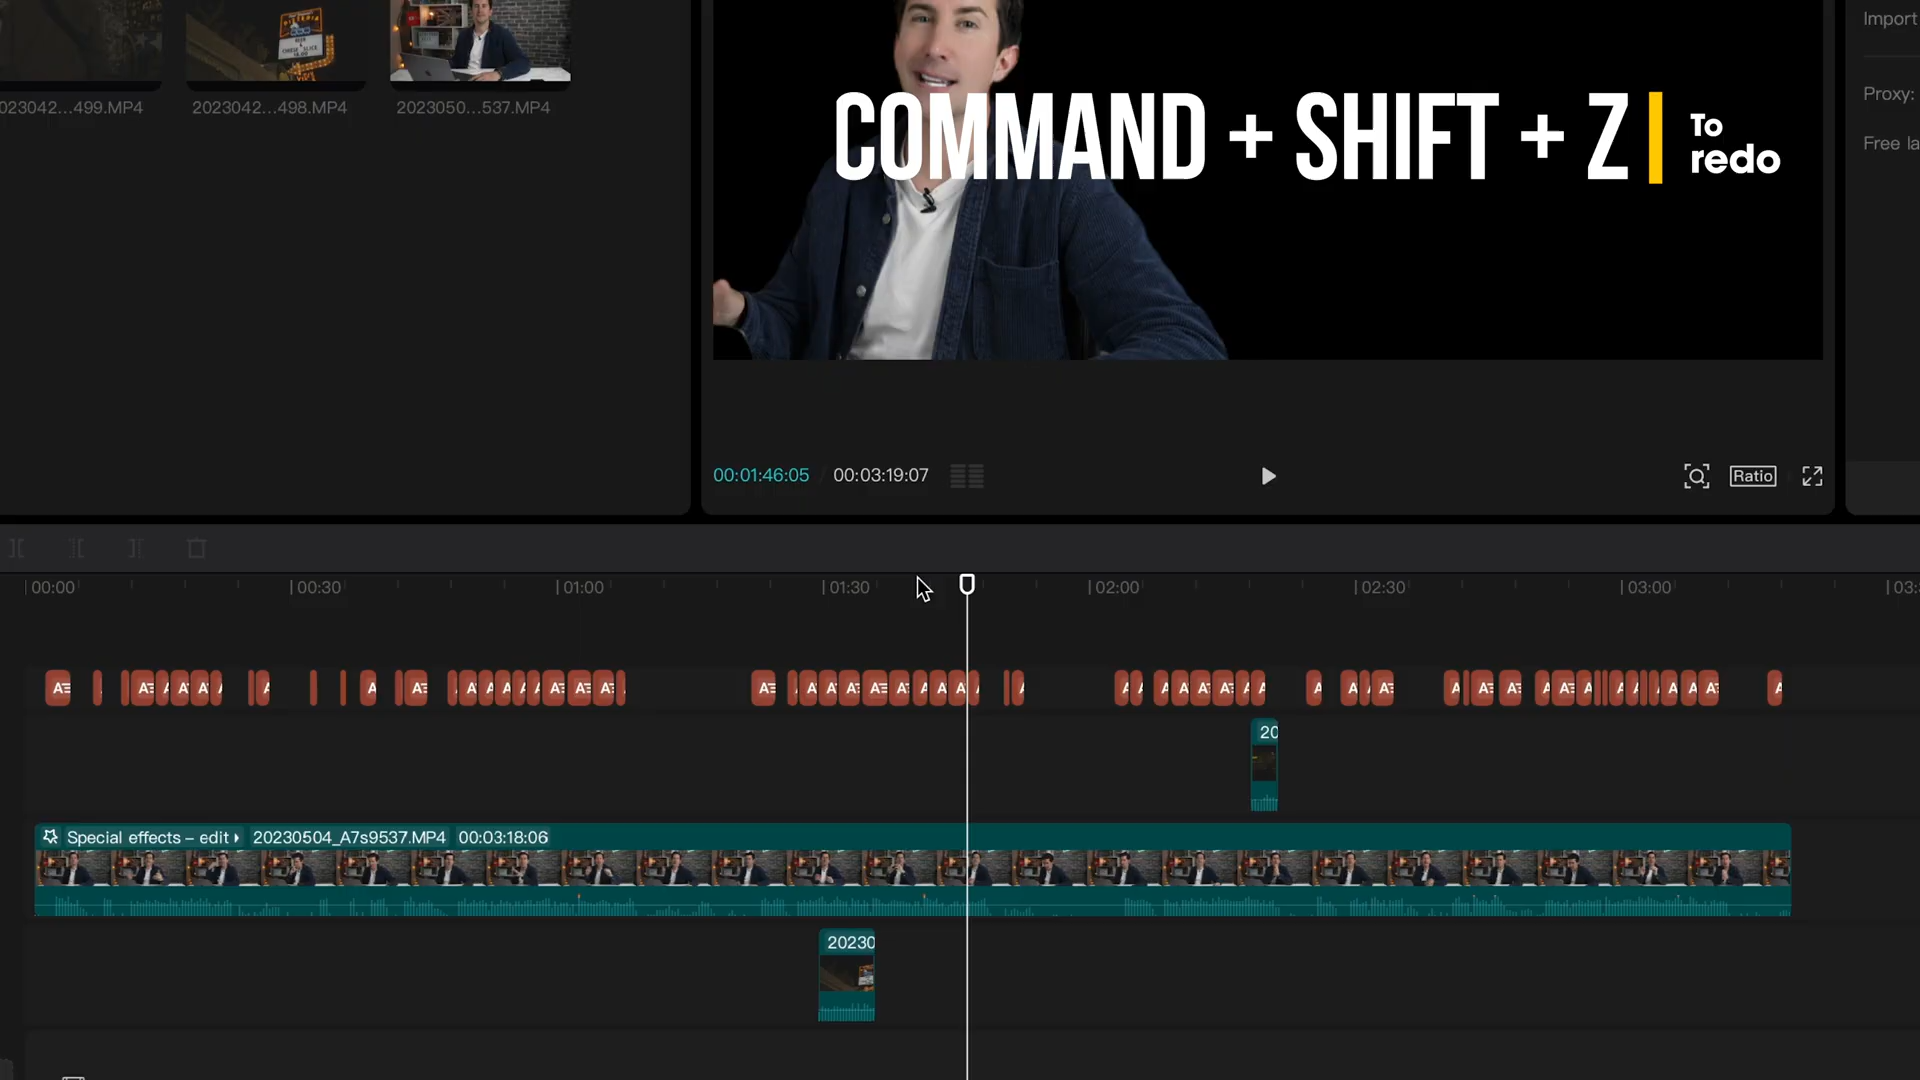 Import
023042...499.MP4
2023042...498.MP4
2023050...537.MP4
Proxy:
Free la
COMMAND + SHIFT + Z
To
redo
00:01:46:05 / 00:03:19:07
Ratio
00:00
00:30
01:00
01:30
02:00
02:30
03:00
03:
20
Special effects – edit 20230504_A7s9537.MP4 00:03:18:06
20230